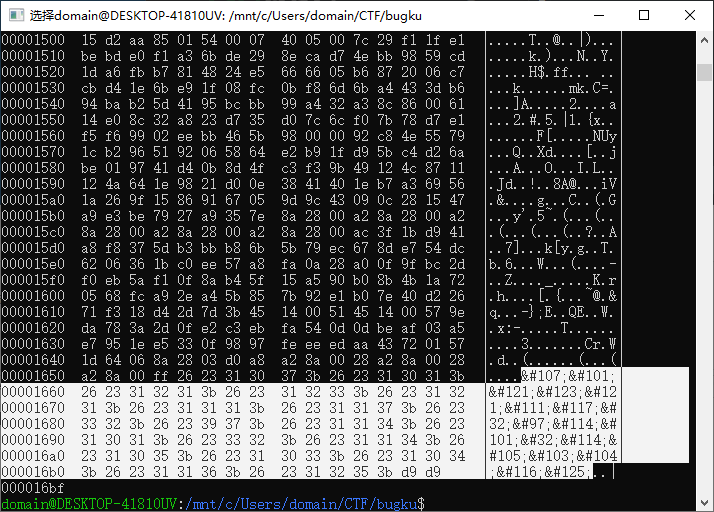 选择domain@DESKTOP-41810UV: /mnt/c/Users/domain/CTF/bugku
00001500 15 d2 aa 85 01 54 00 07 40 05 00 7c 29 f1 1f e1 |.....T..@..|)...|
00001510 be bd e0 f1 a3 6b de 29 8e ca d7 4e bb 98 59 cd |.....k.)...N..Y.|
00001520 1d a6 fb b7 81 48 24 e5 66 66 05 b6 87 20 06 c7 |.....H$.ff... ..|
00001530 cb d4 1e 6b e9 1f 08 fc 0b f8 6d 6b a4 43 3d b6 |...k......mk.C=.|
00001540 94 ba b2 5d 41 95 bc bb 99 a4 32 a3 8c 86 00 61 |...]A.....2....a|
00001550 14 e0 8c 32 a8 23 d7 35 d0 7c 6c f0 7b 78 d7 e1 |...2.#.5.|l.{x..|
00001560 f5 f6 99 02 ee bb 46 5b 98 00 00 92 c8 4e 55 79 |......F[.....NUy|
00001570 1c b2 96 51 92 06 58 64 e2 b9 1f d9 5b c4 d2 6a |...Q..Xd....[..j|
00001580 be 01 97 41 d4 0b 8d 4f c3 f3 9b 49 12 4c 87 11 |...A...O...I.L..|
00001590 12 4a 64 1e 98 21 d0 0e 38 41 40 1e b7 a3 69 56 |.Jd..!..8A@...iV|
000015a0 1a 26 9f 15 86 91 67 05 9d 9c 43 09 0c 28 15 47 |.&....g...C..(.G|
000015b0 a9 e3 be 79 27 a9 35 7e 8a 28 00 a2 8a 28 00 a2 |...y'.5~.(...(..|
000015c0 8a 28 00 a2 8a 28 00 a2 8a 28 00 ac 3f 1b d9 41 |.(...(...(..?..A|
000015d0 a8 f8 37 5d b3 bb b8 6b 5b 79 ec 67 8d e7 54 dc |..7]...k[y.g..T.|
000015e0 62 06 36 1b c0 ee 57 a8 fa 0a 28 a0 0f 9f bc 2d |b.6...W...(....-|
000015f0 f0 eb 5a f1 0f 8a b4 5f 15 a5 90 b0 8b 4b 1a 72 |..Z...._.....K.r|
00001600 05 68 fc a9 2e a4 5b 85 7b 92 e1 b0 7e 40 d2 26 |.h....[.{...~@.&|
00001610 71 f3 18 d4 2d 7d 3b 45 14 00 51 45 14 00 57 9e |q...-};E..QE..W.|
00001620 da 78 3a 2d 0f e2 c3 eb fa 54 0d 0d be af 03 a5 |.x:-.....T......|
00001630 e7 95 1e e5 33 0f 98 97 fe ee ed aa 43 72 01 57 |....3.......Cr.W|
00001640 1d 64 06 8a 28 03 d0 a8 a2 8a 00 28 a2 8a 00 28 |.d..(......(...(|
00001650 a2 8a 00 ff 26 23 31 30 37 3b 26 23 31 30 31 3b |....&#107;&#101;|
00001660 26 23 31 32 31 3b 26 23 31 32 33 3b 26 23 31 32 |&#121;&#123;&#12|
00001670 31 3b 26 23 31 31 31 3b 26 23 31 31 37 3b 26 23 |1;&#111;&#117;&#|
00001680 33 32 3b 26 23 39 37 3b 26 23 31 31 34 3b 26 23 |32;&#97;&#114;&#|
00001690 31 30 31 3b 26 23 33 32 3b 26 23 31 31 34 3b 26 |101;&#32;&#114;&|
000016a0 23 31 30 35 3b 26 23 31 30 33 3b 26 23 31 30 34 |#105;&#103;&#104|
000016b0 3b 26 23 31 31 36 3b 26 23 31 32 35 3b d9 d9 |;&#116;&#125;..|
000016bf
domain@DESKTOP-41810UV:/mnt/c/Users/domain/CTF/bugku$